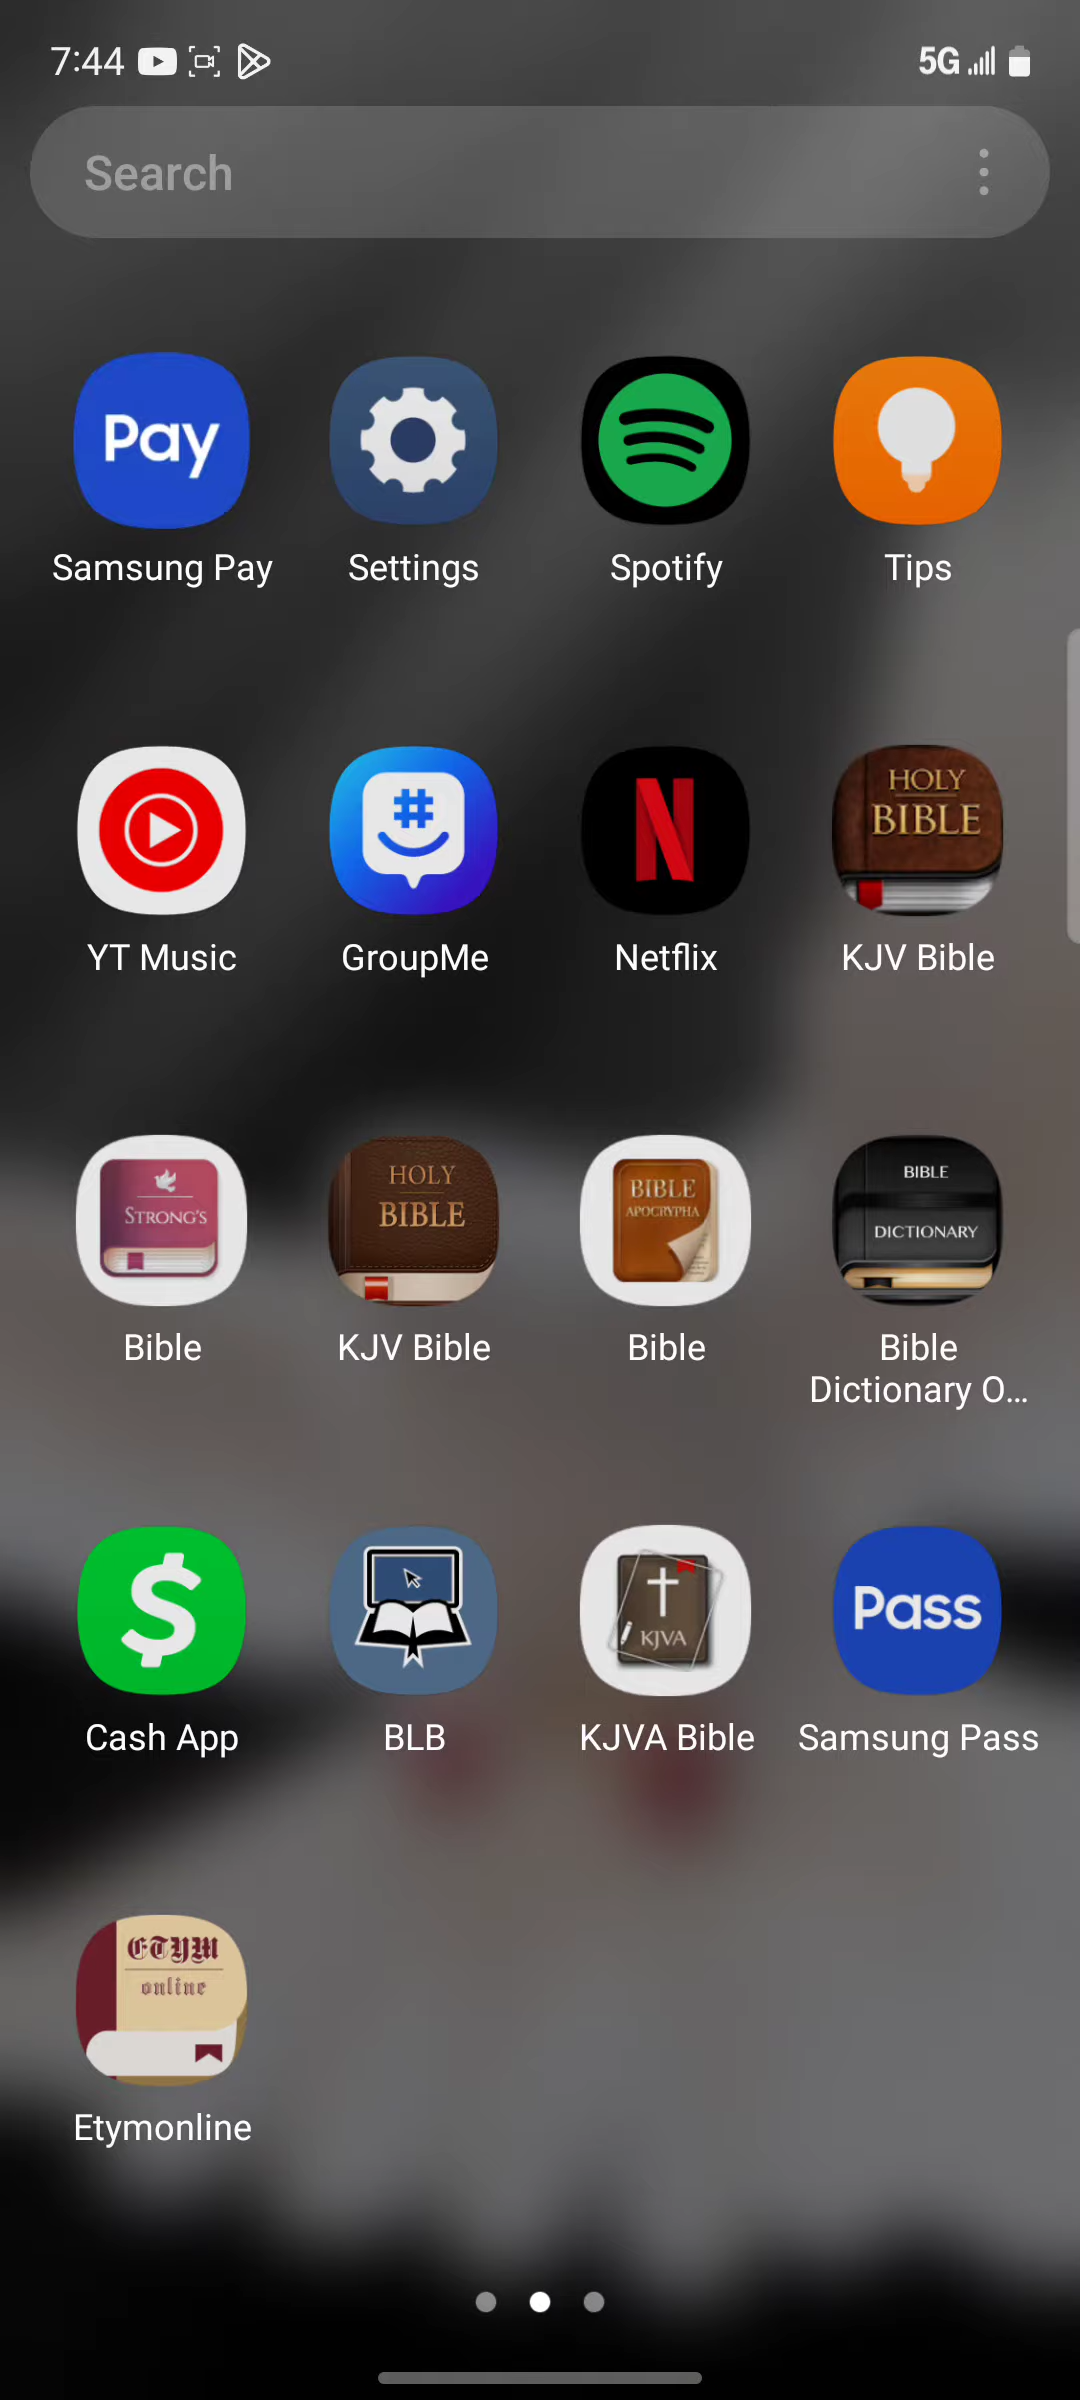 7:44
5G
Search
Pay
Samsung Pay
Settings
Spotify
Tips
HOLY
BIBLE
YT Music
GroupMe
Netflix
KJV Bible
STRONG'S
HOLY
BIBLE
BIBLE
APOCRYPHA
BIBLE
DICTIONARY
Bible
KJV Bible
Bible
Bible
Dictionary O...
KJVA
Pass
Cash App
BLB
KJVA Bible
Samsung Pass
ETYM
online
Etymonline